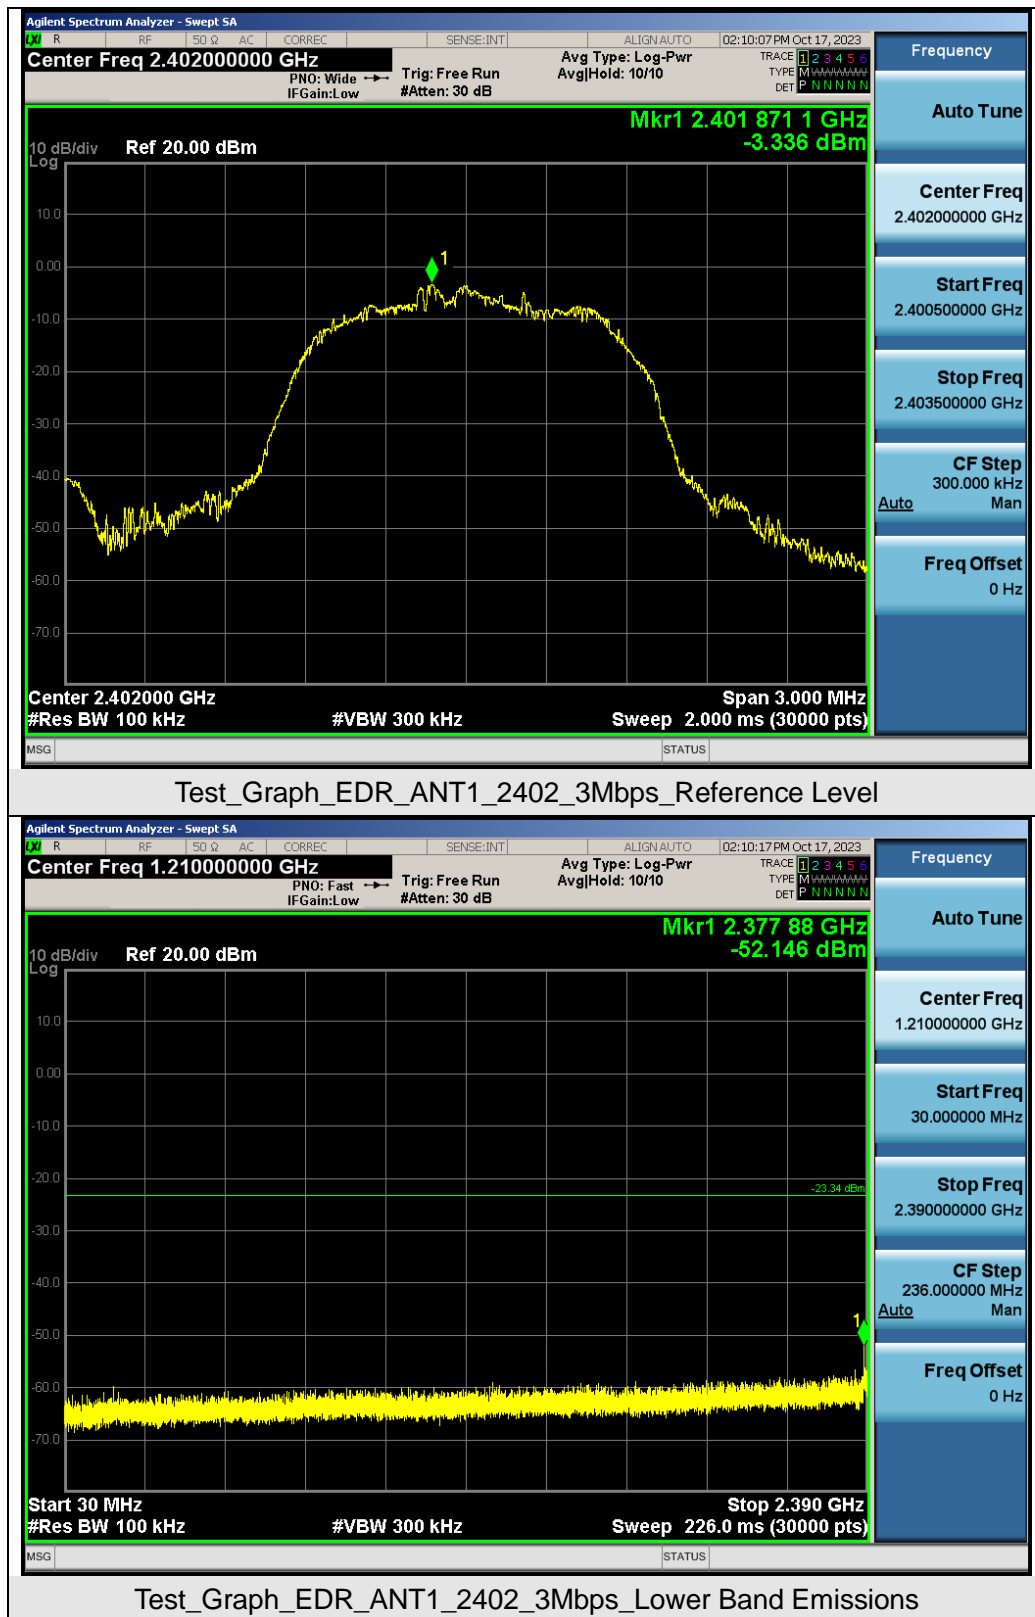 Agilent Spectrum Analyzer - Swept SA
LXI R RF 50 Ω AC CORREC SENSE:INT ALIGN AUTO 02:10:07 PM Oct 17, 2023
Center Freq 2.402000000 GHz
PNO: Wide
IFGain:Low
Trig: Free Run
#Atten: 30 dB
Avg Type: Log-Pwr
Avg|Hold: 10/10
TRACE 1 2 3 4 5 6
TYPE M
DET P N N N N N
Mkr1 2.401 871 1 GHz
-3.336 dBm
10 dB/div Ref 20.00 dBm
Log
10.0
0.00
-10.0
-20.0
-30.0
-40.0
-50.0
-60.0
-70.0
1
Center 2.402000 GHz Span 3.000 MHz
#Res BW 100 kHz #VBW 300 kHz Sweep 2.000 ms (30000 pts)
MSG STATUS
Frequency
Auto Tune
Center Freq
2.402000000 GHz
Start Freq
2.400500000 GHz
Stop Freq
2.403500000 GHz
CF Step
300.000 kHz
Auto Man
Freq Offset
0 Hz
Test_Graph_EDR_ANT1_2402_3Mbps_Reference Level
Agilent Spectrum Analyzer - Swept SA
LXI R RF 50 Ω AC CORREC SENSE:INT ALIGN AUTO 02:10:17 PM Oct 17, 2023
Center Freq 1.210000000 GHz
PNO: Fast
IFGain:Low
Trig: Free Run
#Atten: 30 dB
Avg Type: Log-Pwr
Avg|Hold: 10/10
TRACE 1 2 3 4 5 6
TYPE M
DET P N N N N N
Mkr1 2.377 88 GHz
-52.146 dBm
10 dB/div Ref 20.00 dBm
Log
10.0
0.00
-10.0
-20.0
-30.0
-40.0
-50.0
-60.0
-70.0
-23.34 dBm
1
Start 30 MHz Stop 2.390 GHz
#Res BW 100 kHz #VBW 300 kHz Sweep 226.0 ms (30000 pts)
MSG STATUS
Frequency
Auto Tune
Center Freq
1.210000000 GHz
Start Freq
30.000000 MHz
Stop Freq
2.390000000 GHz
CF Step
236.000000 MHz
Auto Man
Freq Offset
0 Hz
Test_Graph_EDR_ANT1_2402_3Mbps_Lower Band Emissions